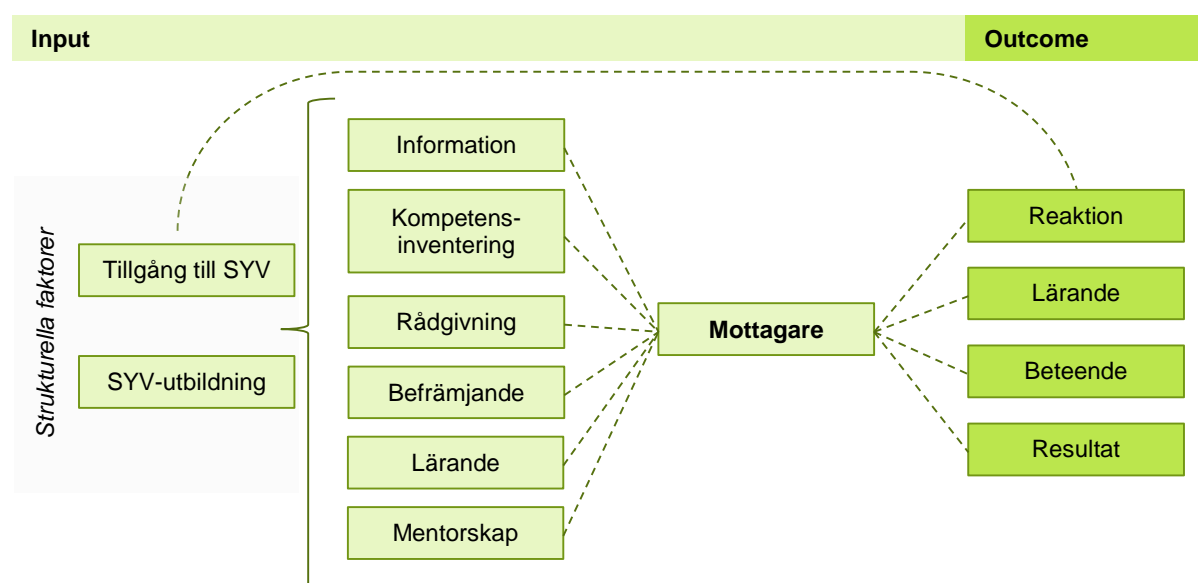 Input
Outcome
Strukturella faktorer
Tillgång till SYV
SYV-utbildning
Information
Kompetens-
inventering
Rådgivning
Befrämjande
Lärande
Mentorskap
Mottagare
Reaktion
Lärande
Beteende
Resultat